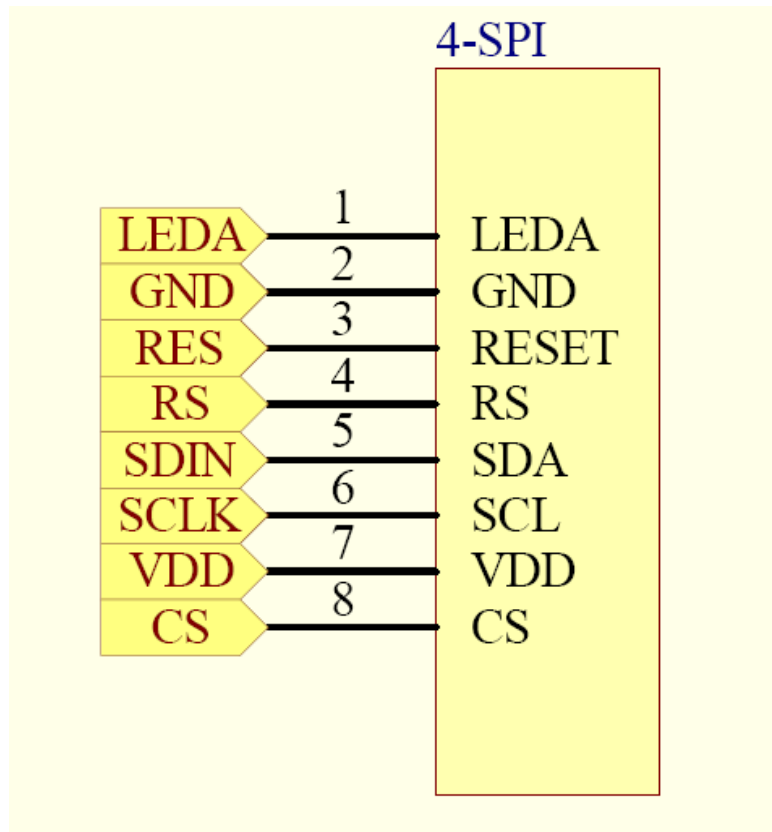 4-SPI
LEDA 1 LEDA
GND 2 GND
RES 3 RESET
RS 4 RS
SDIN 5 SDA
SCLK 6 SCL
VDD 7 VDD
CS 8 CS